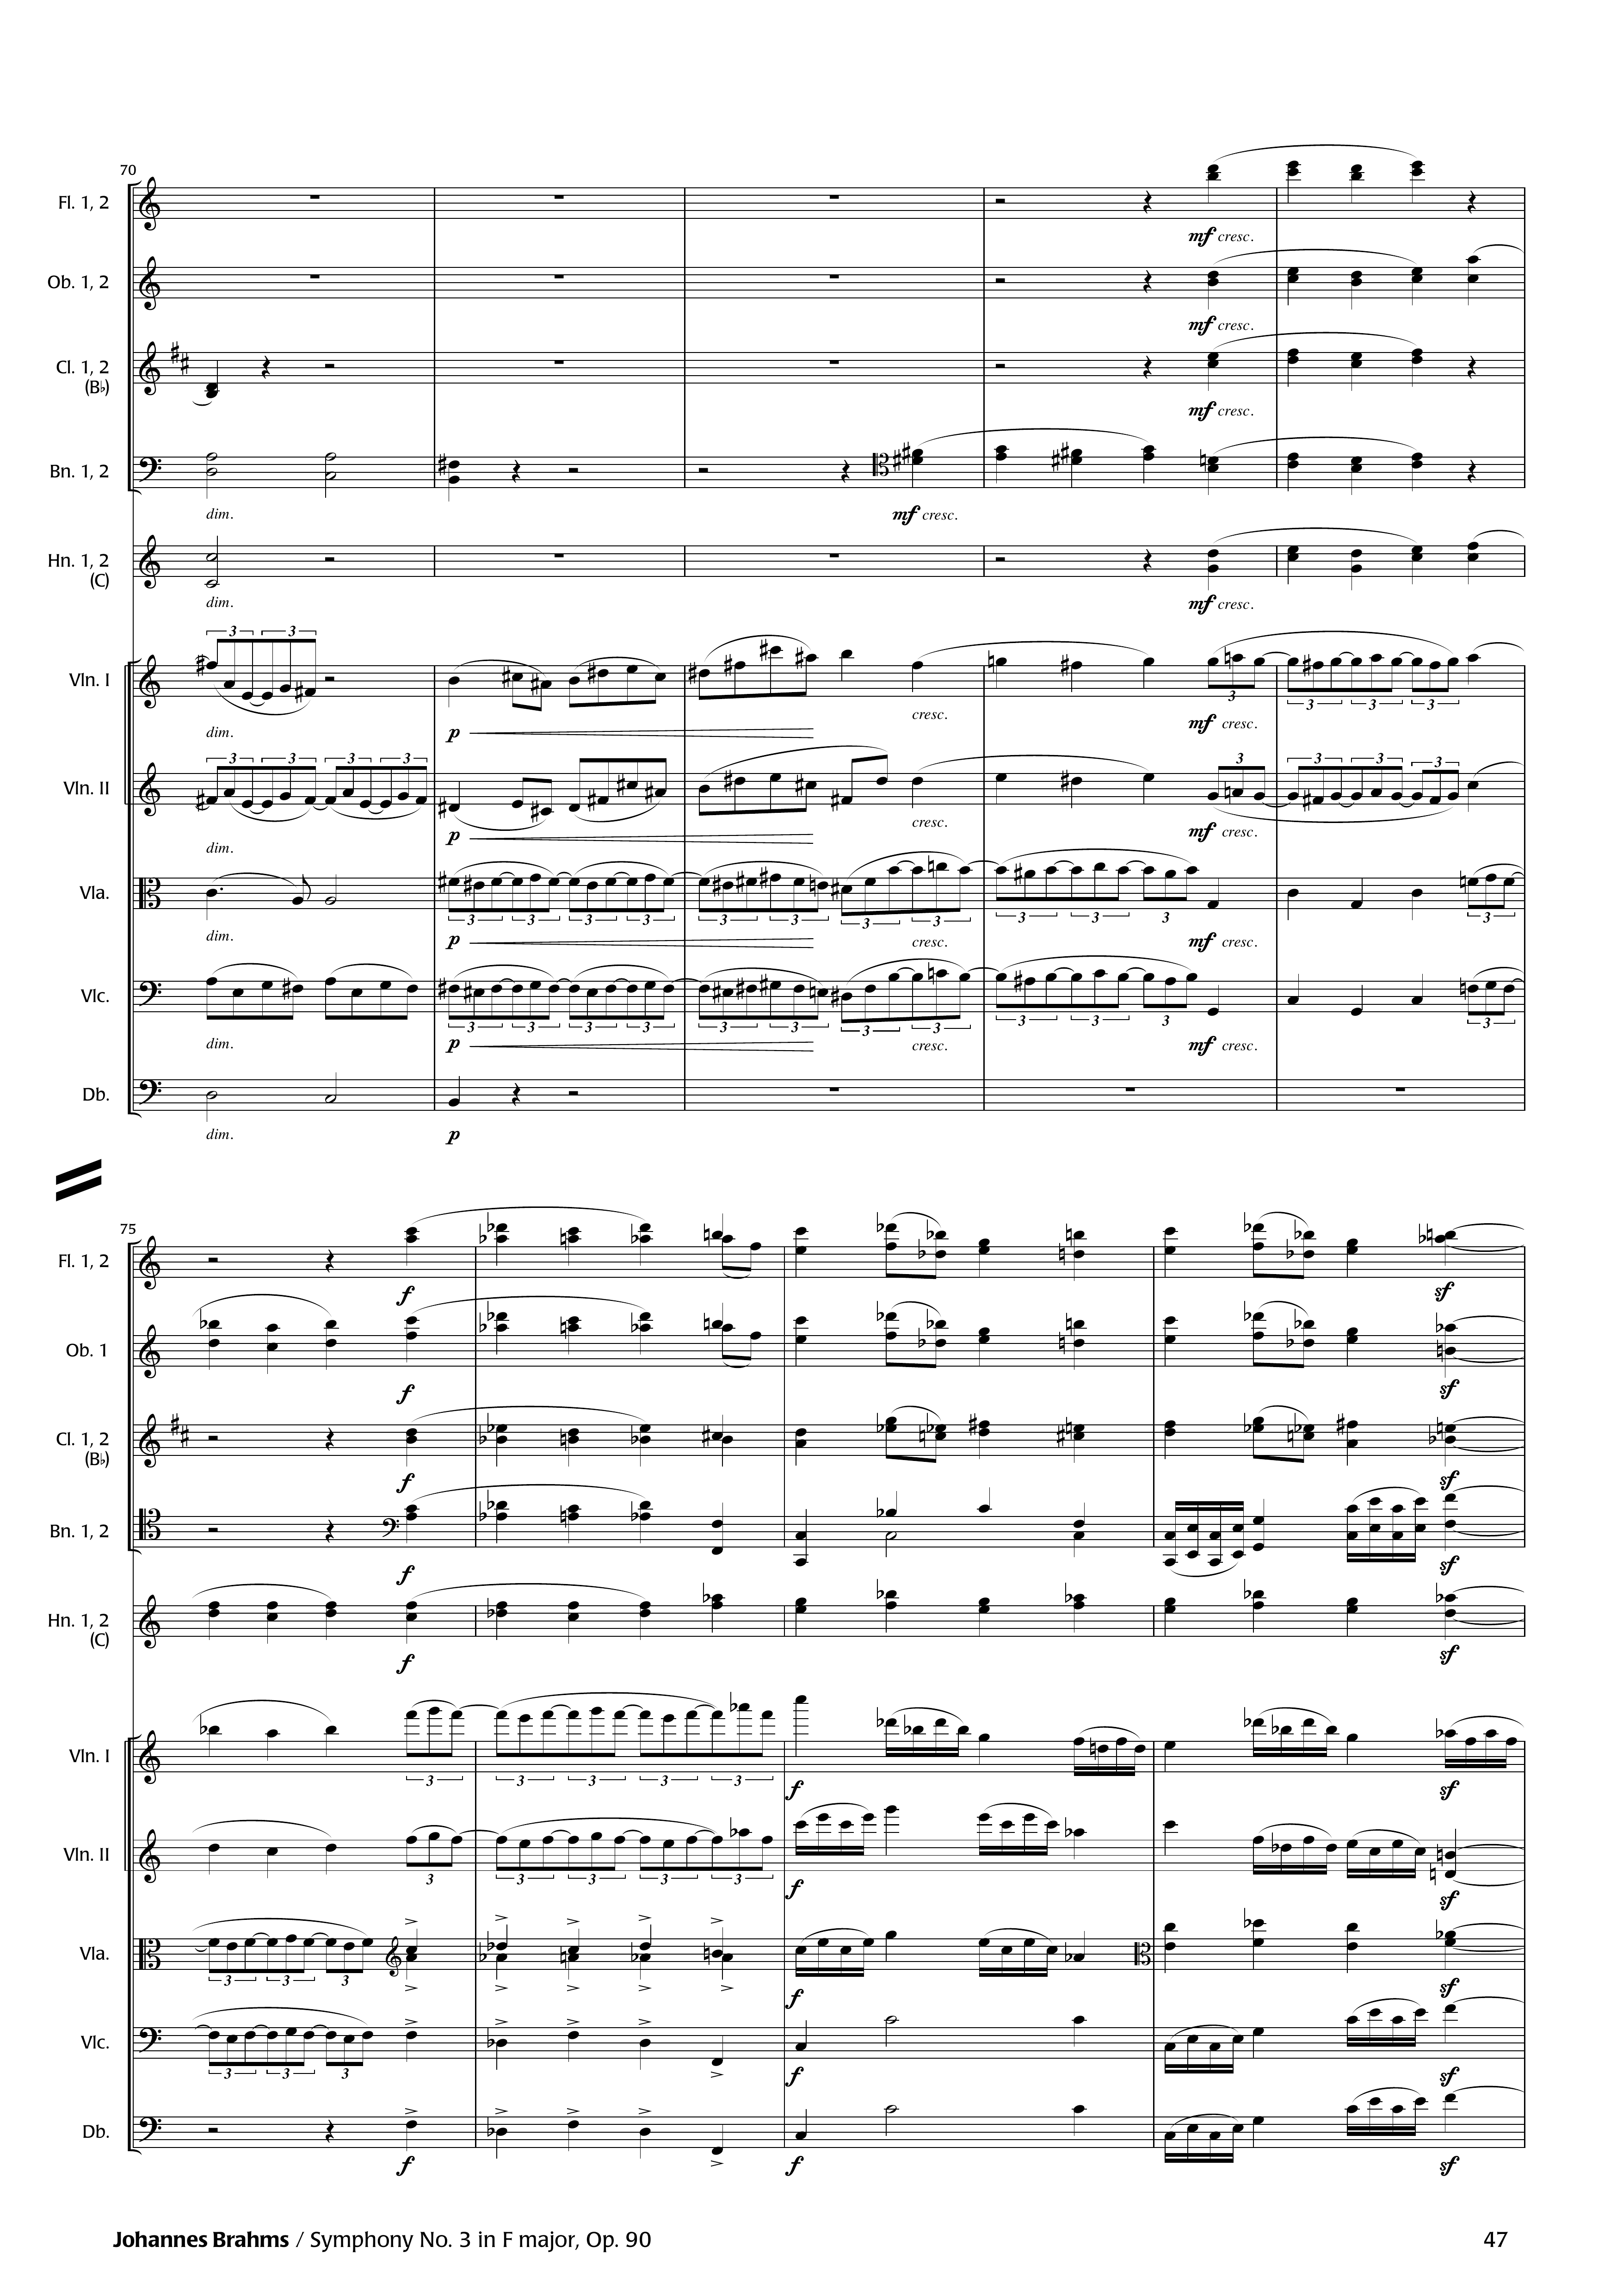 70
Fl. 1, 2
mf cresc.
Ob. 1, 2
mf cresc.
Cl. 1, 2
(B♭)
mf cresc.
Bn. 1, 2
dim.
mf cresc.
Hn. 1, 2
(C)
dim.
mf cresc.
3 3
Vln. I
3 3 3 3
dim.
p
cresc.
mf cresc.
3 3 3 3 3 3 3 3
Vln. II
dim.
p
cresc.
mf cresc.
Vla.
3 3 3 3 3 3 3 3 3 3 3 3
dim.
p
cresc.
mf cresc.
Vlc.
3 3 3 3 3 3 3 3 3 3 3 3
dim.
p
cresc.
mf cresc.
Db.
dim.
p
75
Fl. 1, 2
f
sf
Ob. 1
f
sf
Cl. 1, 2
(B♭)
f
sf
Bn. 1, 2
f
sf
Hn. 1, 2
(C)
f
sf
Vln. I
3 3 3 3 3
f
sf
Vln. II
3 3 3 3 3
f
sf
Vla.
3 3 3
f
sf
Vlc.
3 3 3
f
sf
Db.
f
f
sf
Johannes Brahms / Symphony No. 3 in F major, Op. 90
47